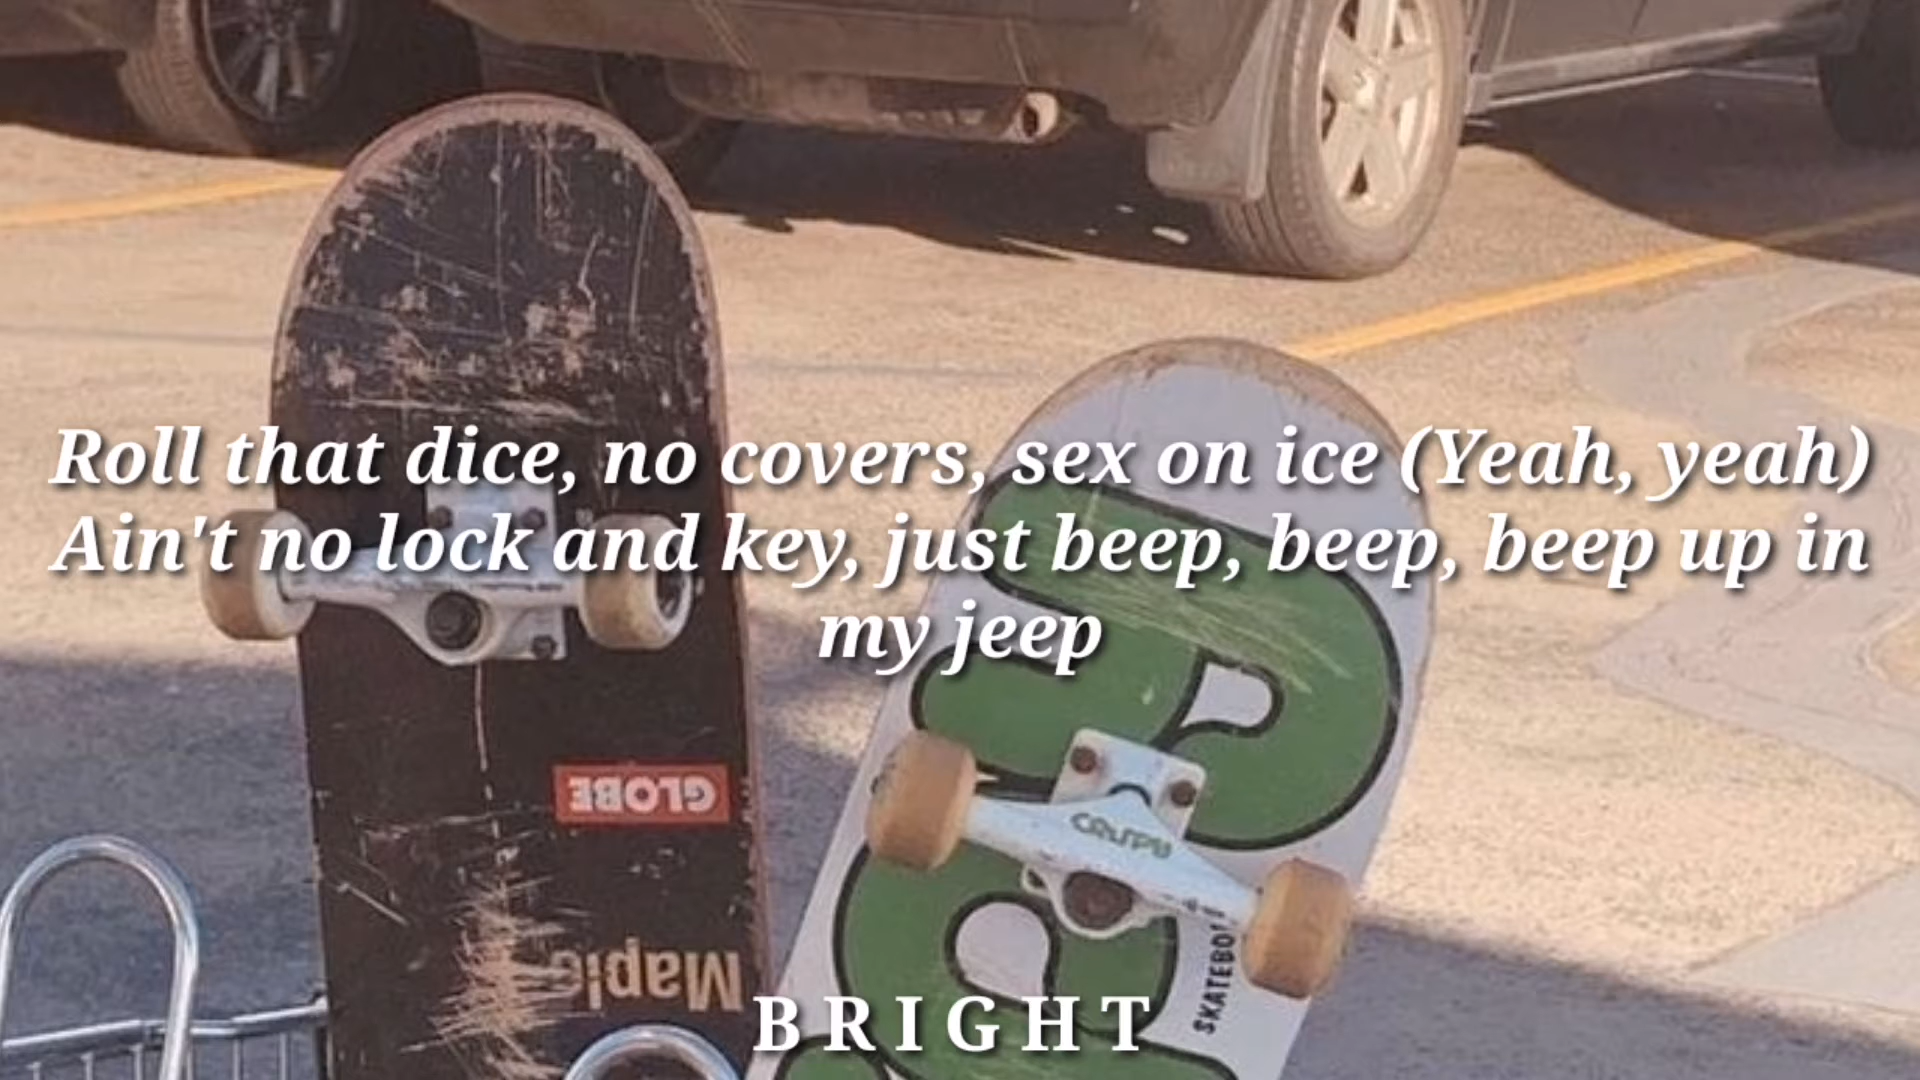 Roll that dice, no covers, sex on ice (Yeah, yeah)
Ain't no lock and key, just beep, beep, beep up in
my jeep
GLOBE
Maple
BRIGHT